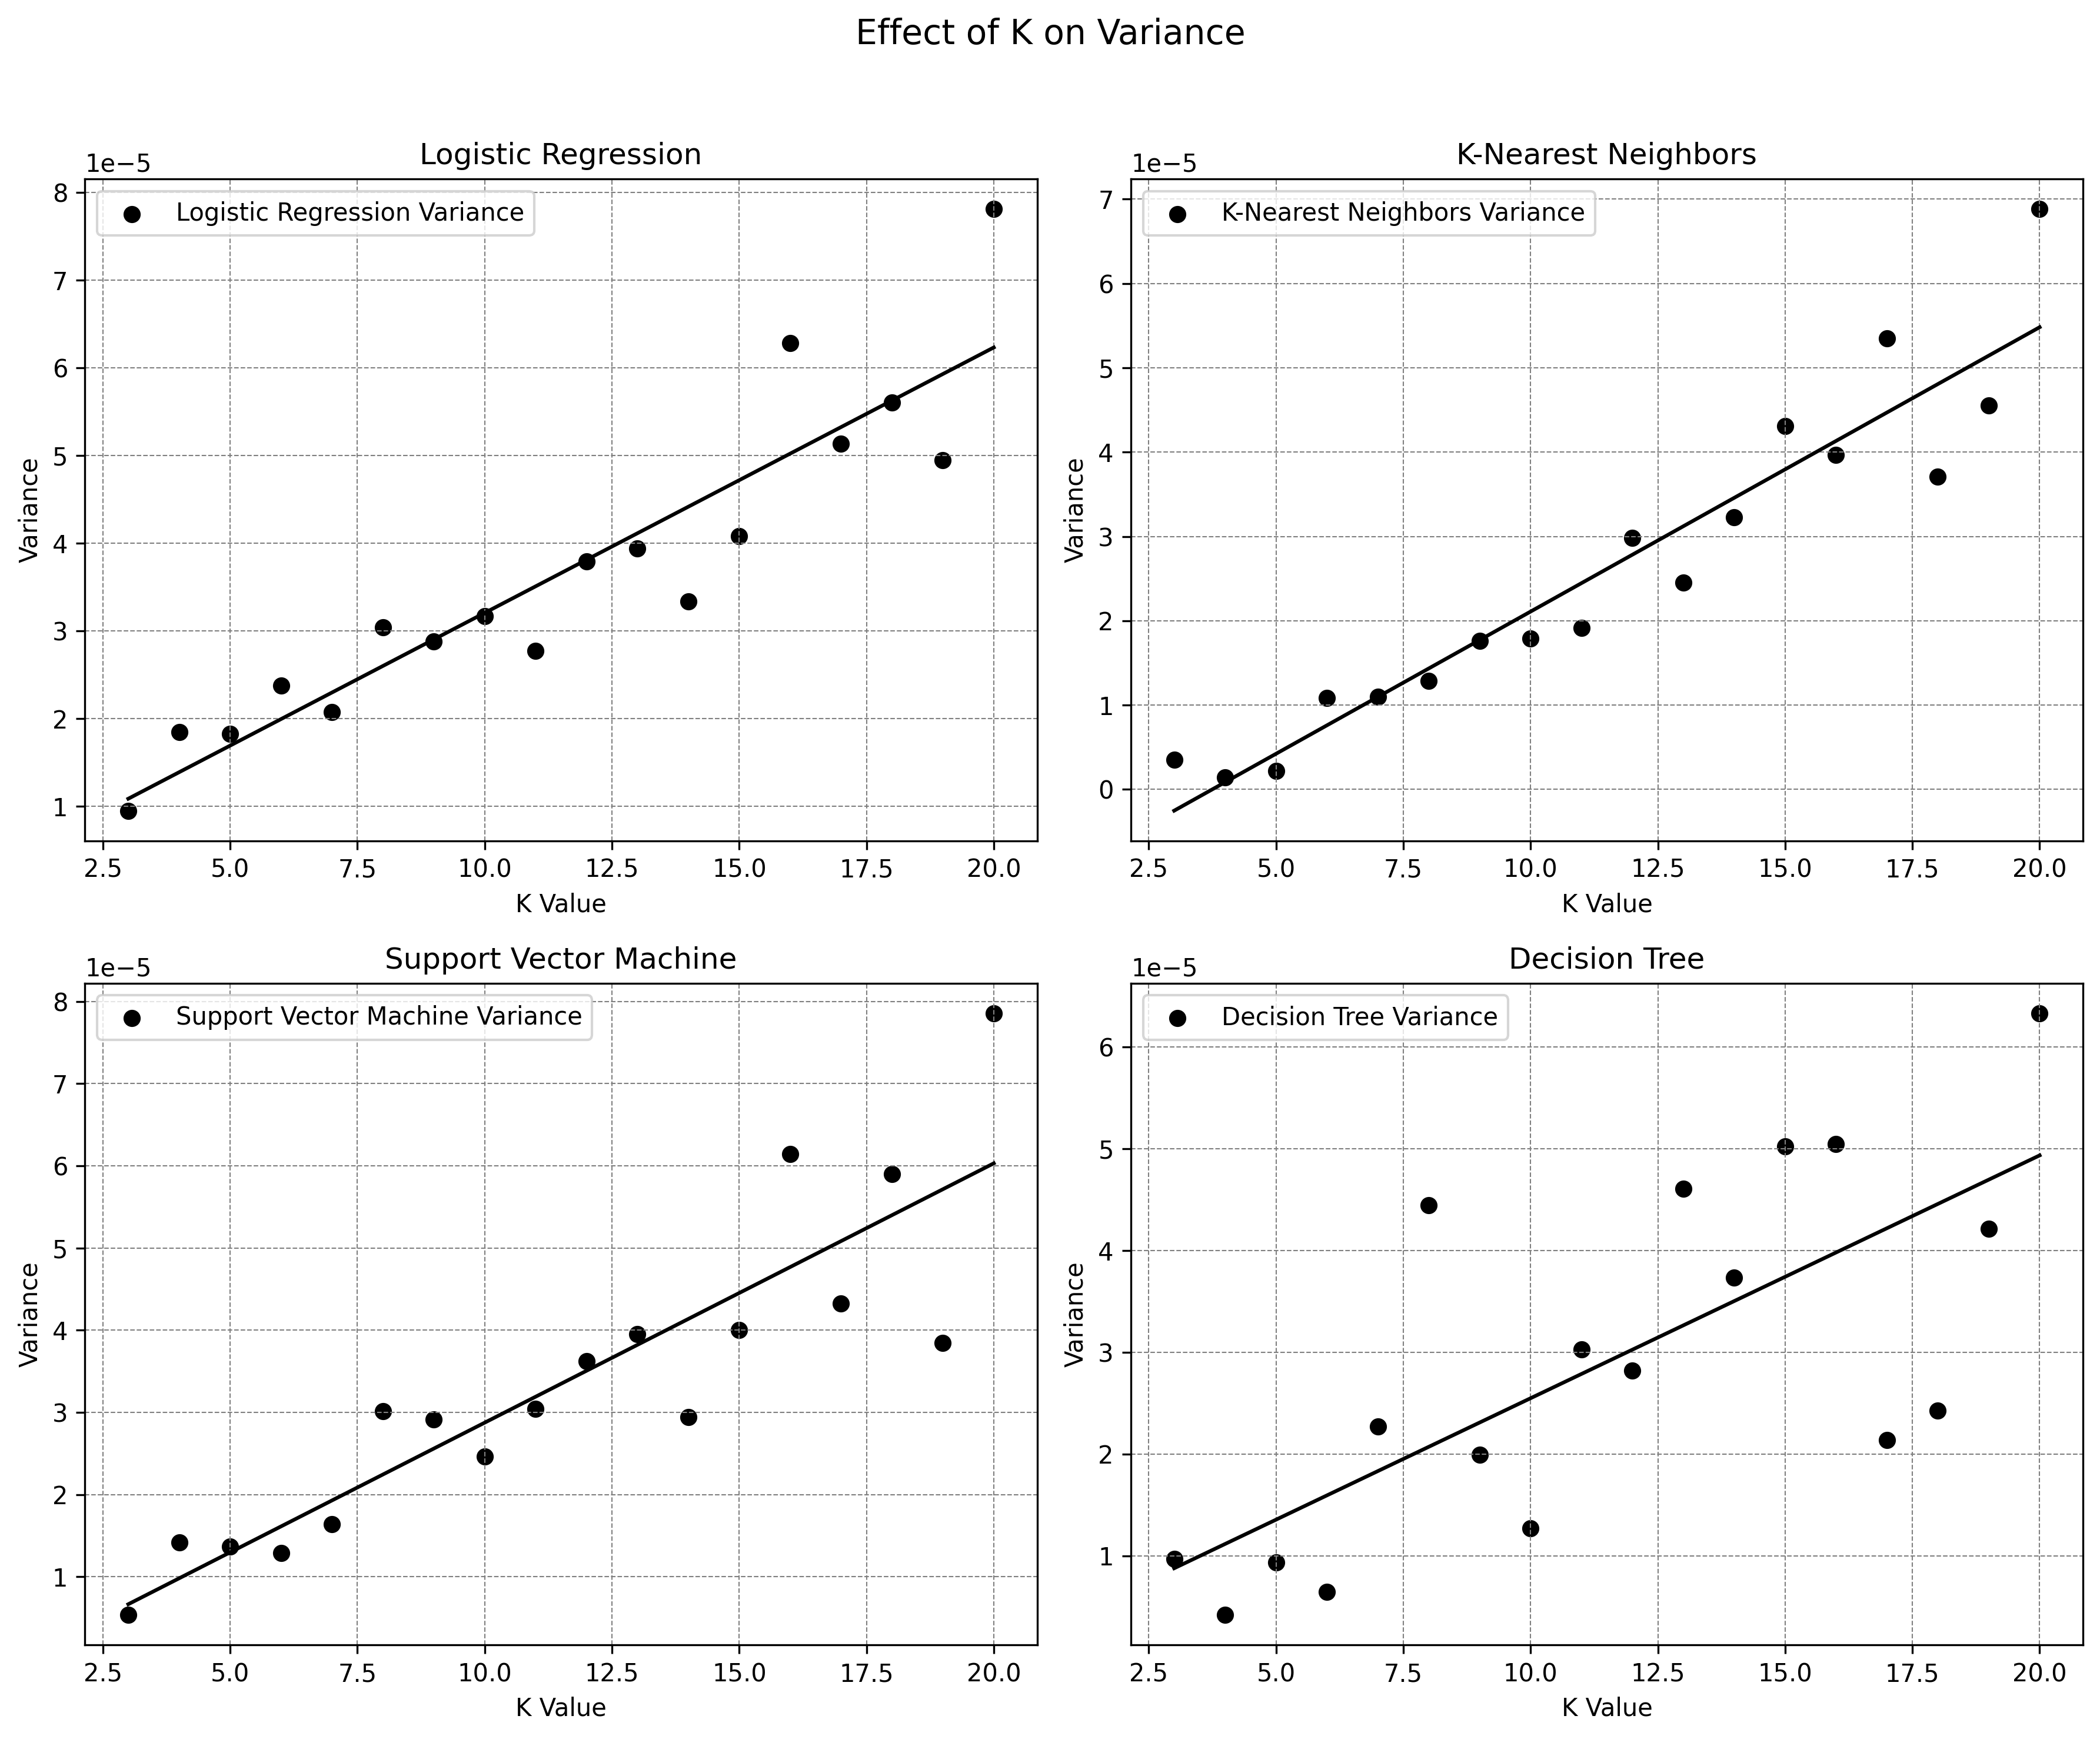 Effect of K on Variance
Logistic Regression
1e−5
Logistic Regression Variance
8
7
6
5
4
3
2
1
Variance
2.5 5.0 7.5 10.0 12.5 15.0 17.5 20.0
K Value
K-Nearest Neighbors
1e−5
K-Nearest Neighbors Variance
7
6
5
4
3
2
1
0
Variance
2.5 5.0 7.5 10.0 12.5 15.0 17.5 20.0
K Value
Support Vector Machine
1e−5
Support Vector Machine Variance
8
7
6
5
4
3
2
1
Variance
2.5 5.0 7.5 10.0 12.5 15.0 17.5 20.0
K Value
Decision Tree
1e−5
Decision Tree Variance
6
5
4
3
2
1
Variance
2.5 5.0 7.5 10.0 12.5 15.0 17.5 20.0
K Value